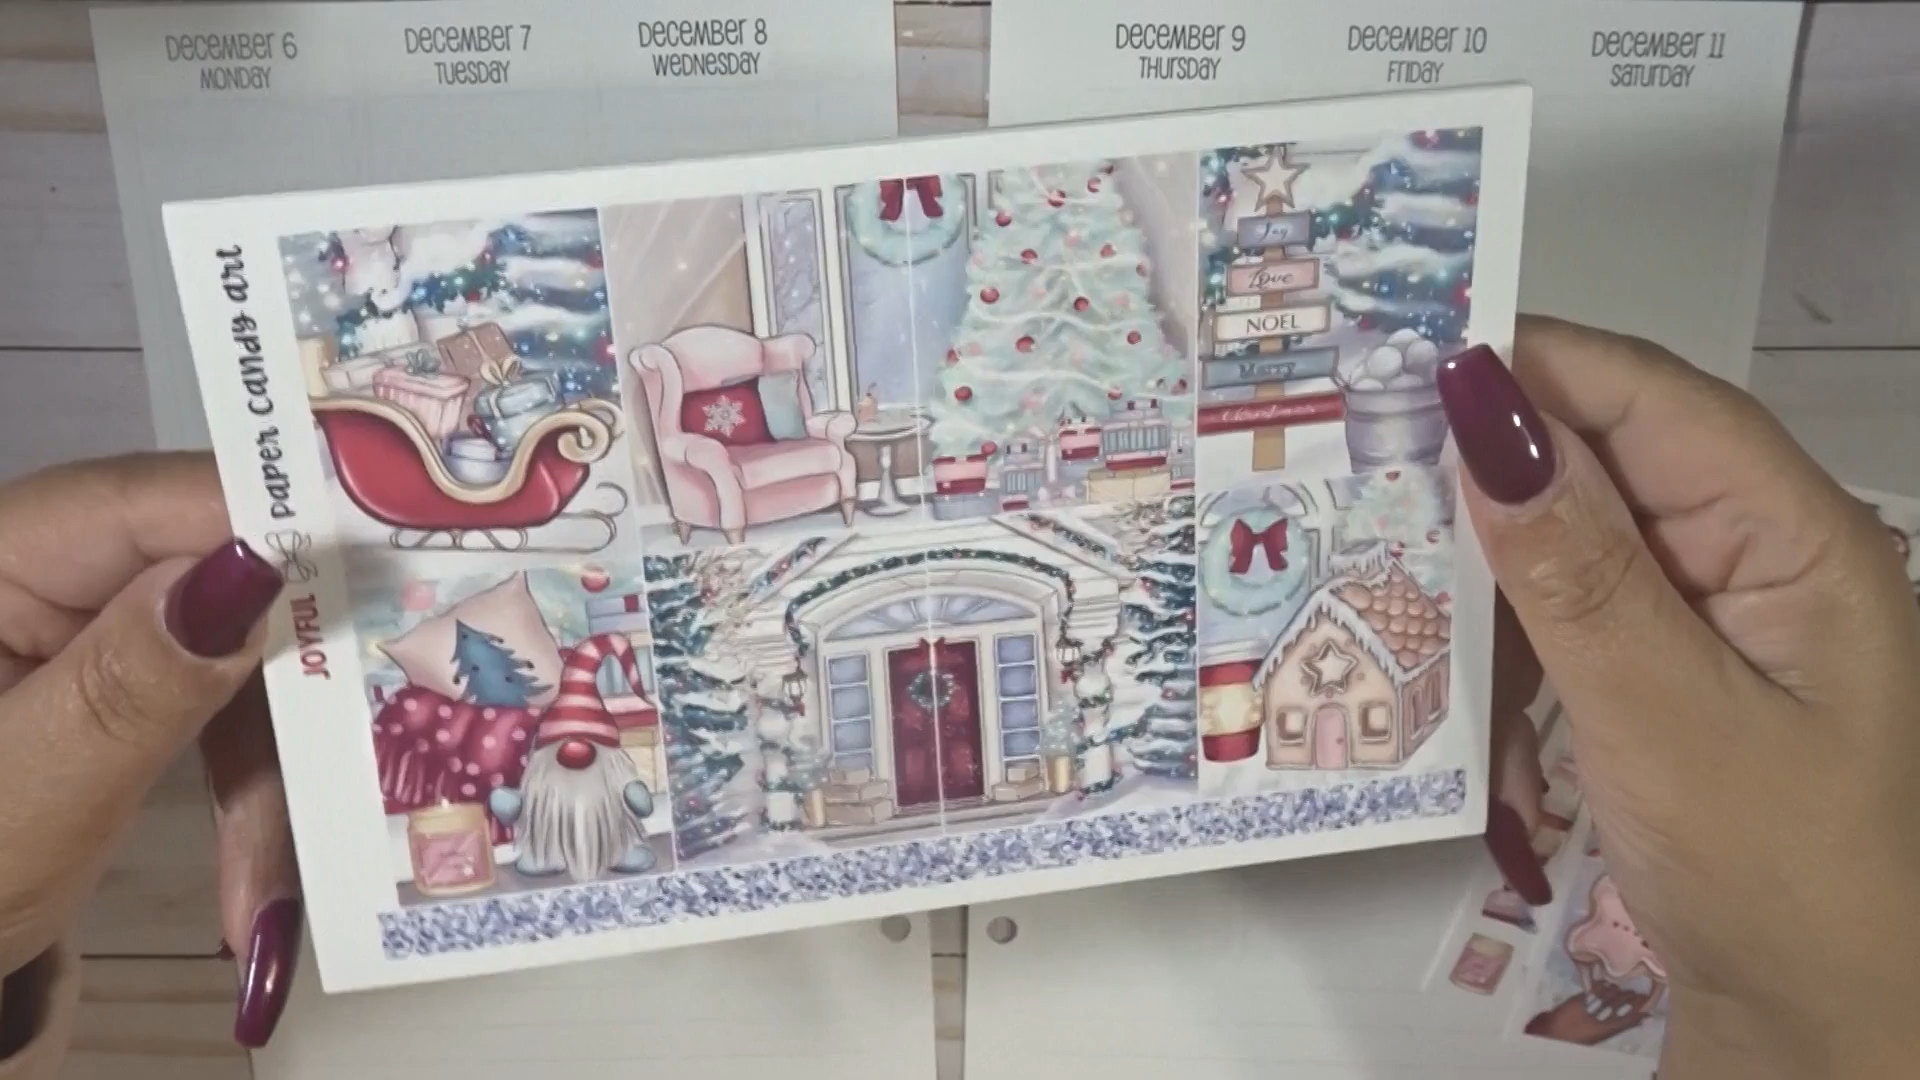 December 6
Monday
December 7
Tuesday
December 8
Wednesday
December 9
Thursday
December 10
Friday
December 11
Saturday
JOYFUL paper candy art
Joy
Love
NOEL
Merry
Christmas